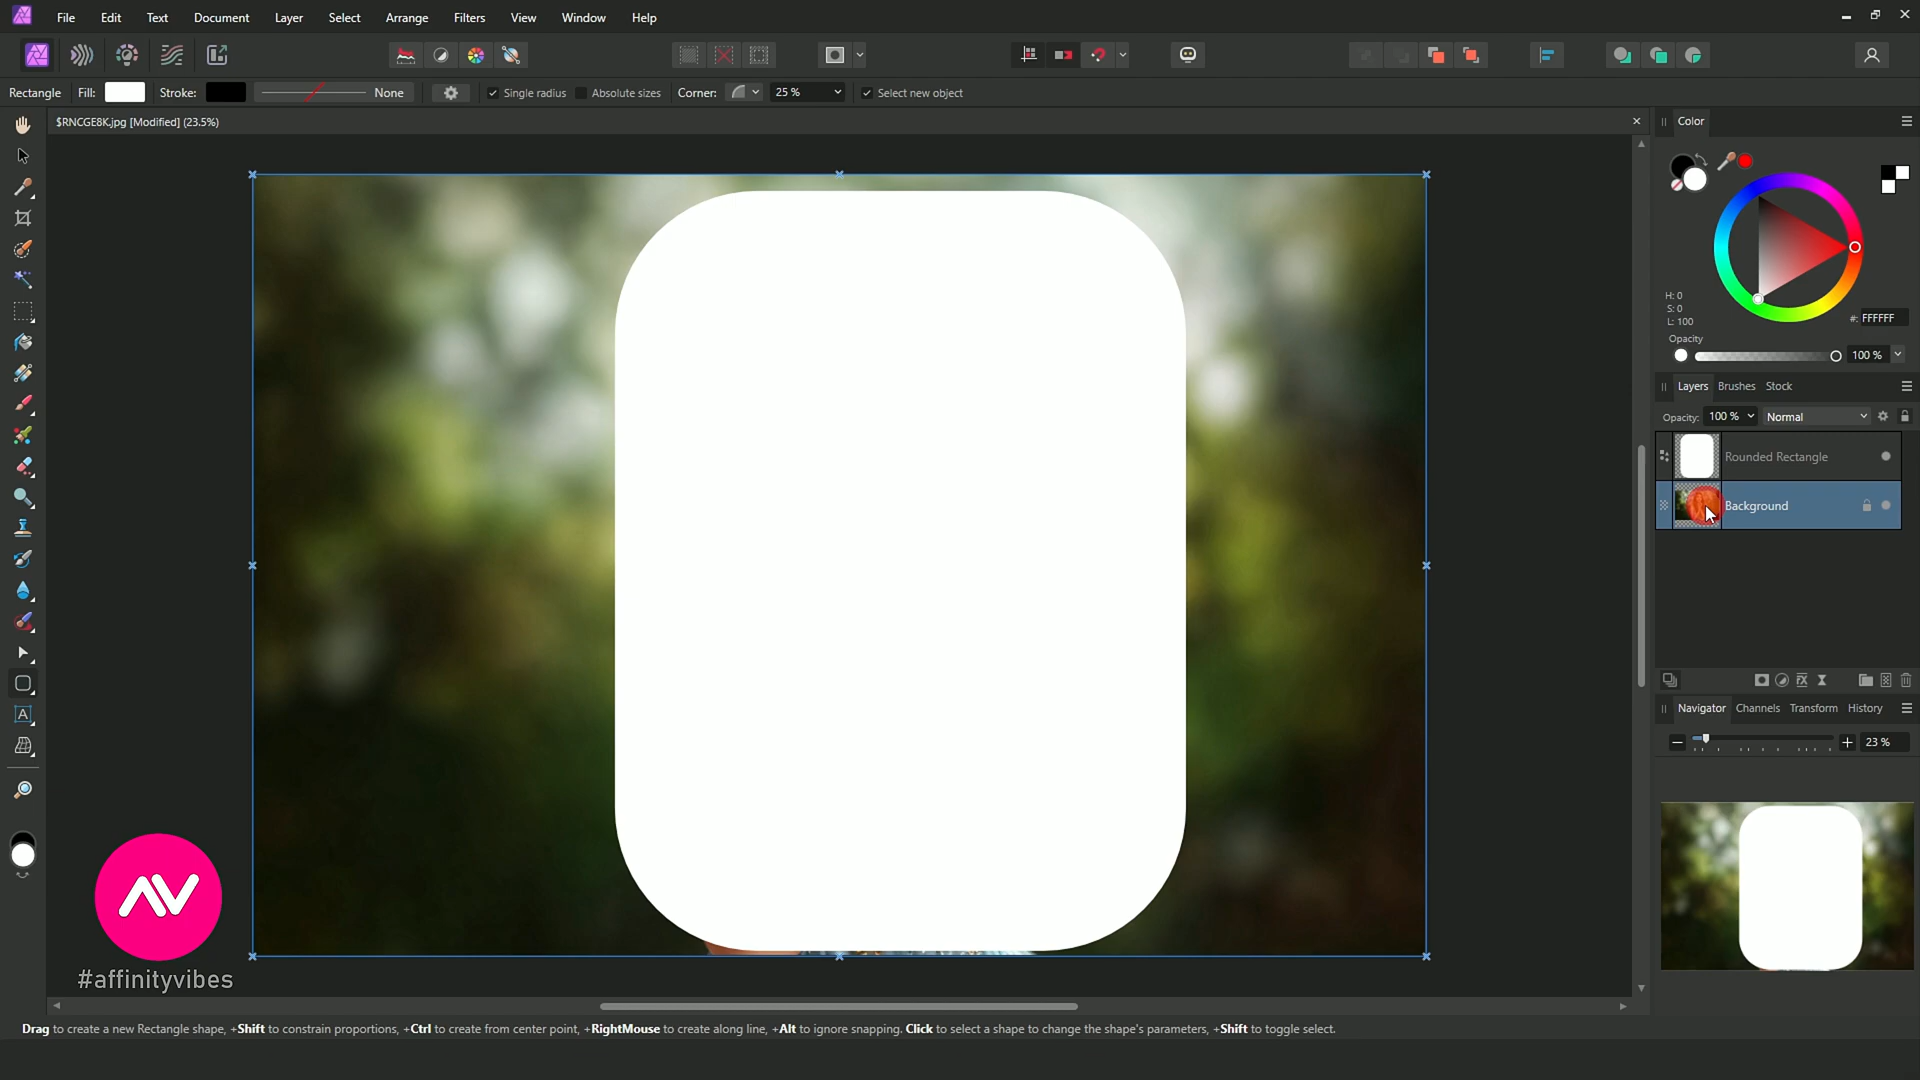 File Edit Text Document Layer Select Arrange Filters View Window Help
Rectangle Fill: Stroke: None Single radius Absolute sizes Corner: 25 % Select new object
$RNCGE8K.jpg [Modified] (23.5%)
Color
H: 0
S: 0
L: 100
#: FFFFFF
Opacity
100 %
Layers Brushes Stock
Opacity: 100 % Normal
Rounded Rectangle
Background
Navigator Channels Transform History
23 %
A
AV
#affinityvibes
Drag to create a new Rectangle shape, +Shift to constrain proportions, +Ctrl to create from center point, +RightMouse to create along line, +Alt to ignore snapping. Click to select a shape to change the shape's parameters, +Shift to toggle select.